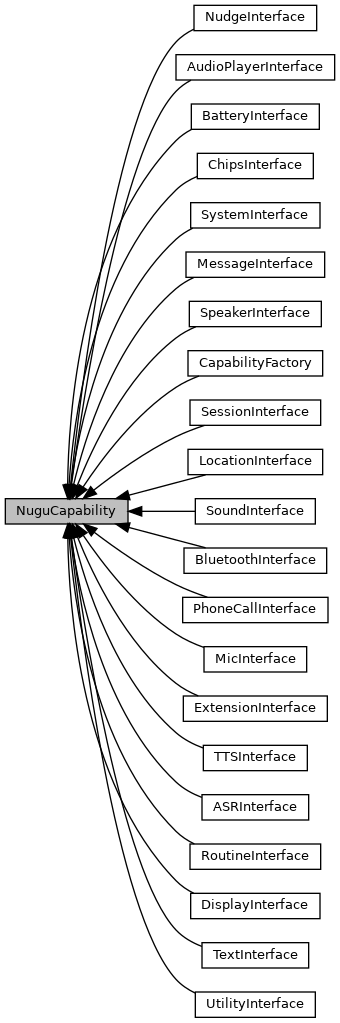 NudgeInterface
AudioPlayerInterface
BatteryInterface
ChipsInterface
SystemInterface
MessageInterface
SpeakerInterface
CapabilityFactory
SessionInterface
LocationInterface
NuguCapability
SoundInterface
BluetoothInterface
PhoneCallInterface
MicInterface
ExtensionInterface
TTSInterface
ASRInterface
RoutineInterface
DisplayInterface
TextInterface
UtilityInterface